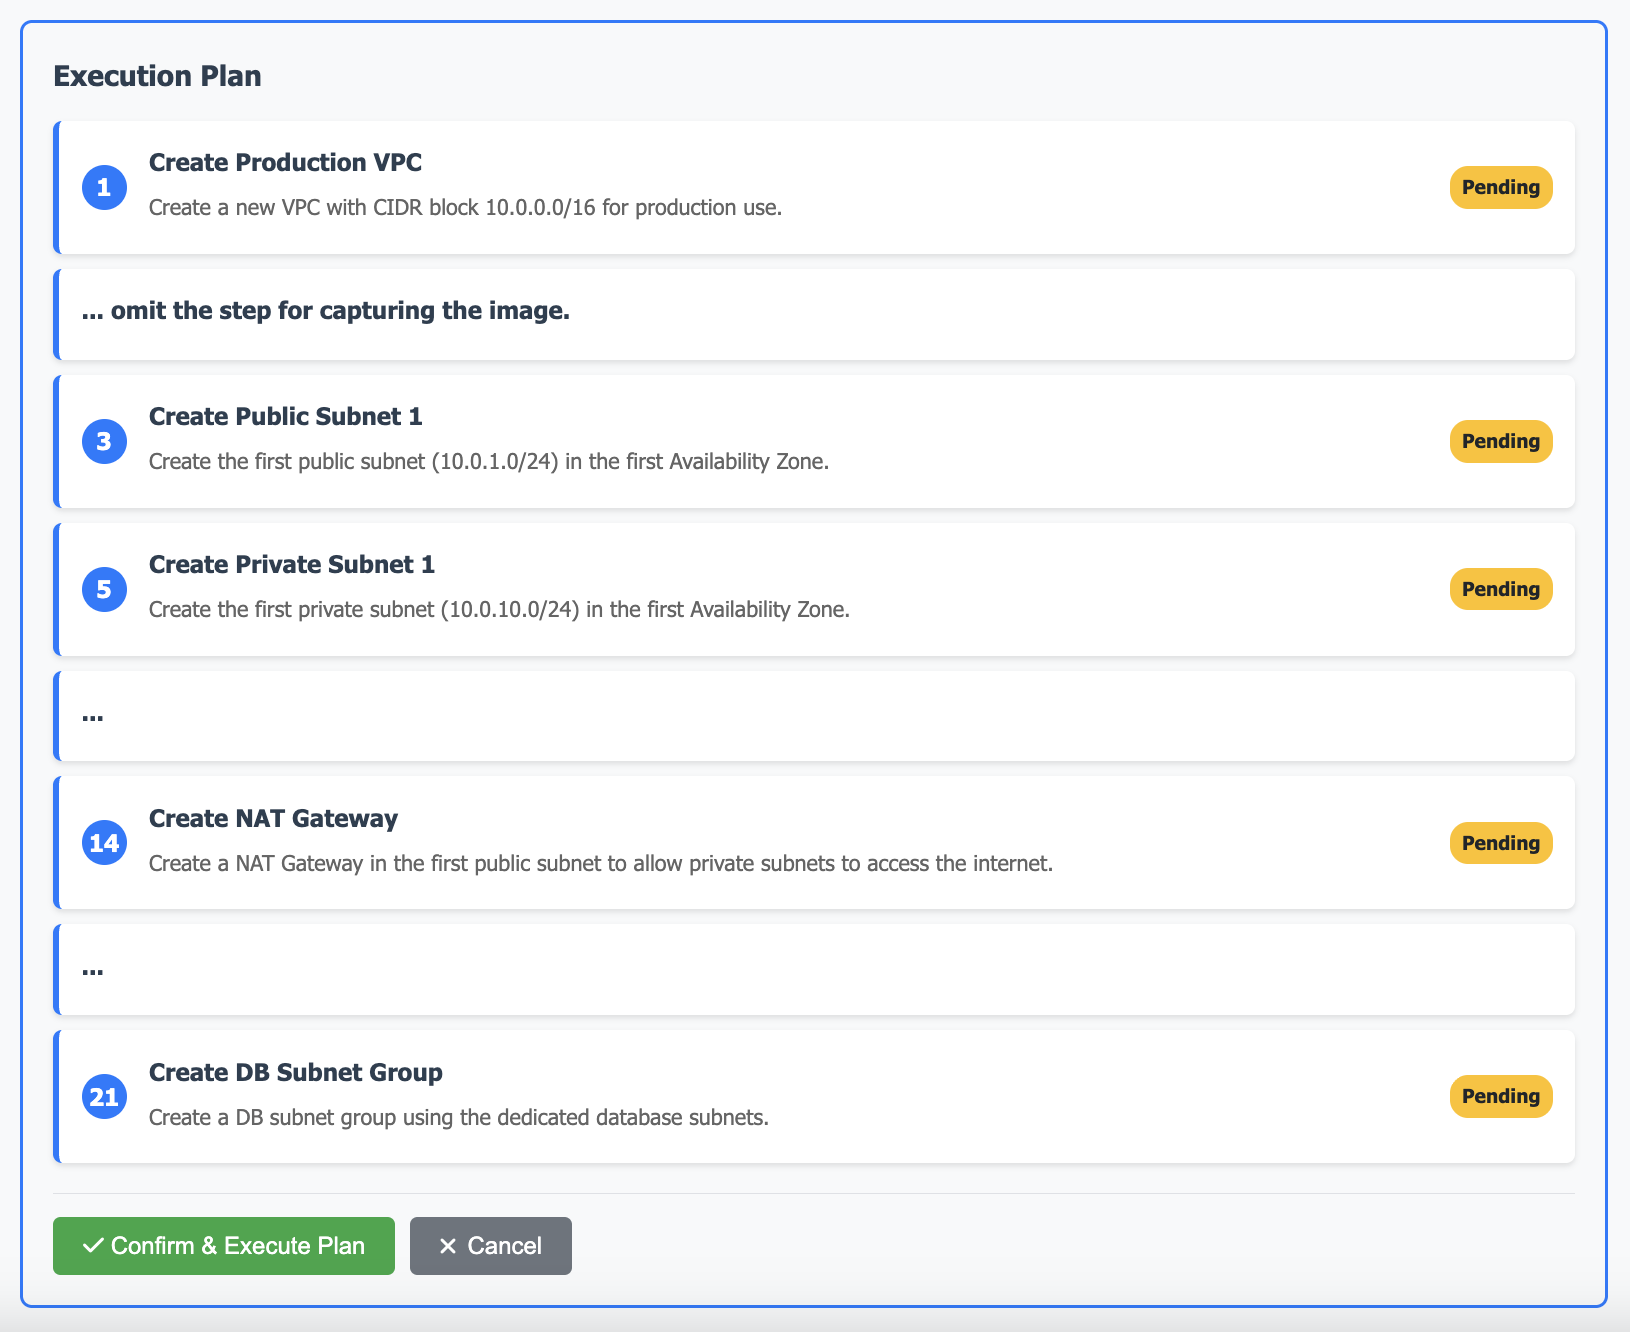 Execution Plan
1
Create Production VPC
Create a new VPC with CIDR block 10.0.0.0/16 for production use.
Pending
... omit the step for capturing the image.
3
Create Public Subnet 1
Create the first public subnet (10.0.1.0/24) in the first Availability Zone.
Pending
5
Create Private Subnet 1
Create the first private subnet (10.0.10.0/24) in the first Availability Zone.
Pending
...
14
Create NAT Gateway
Create a NAT Gateway in the first public subnet to allow private subnets to access the internet.
Pending
...
21
Create DB Subnet Group
Create a DB subnet group using the dedicated database subnets.
Pending
✓ Confirm & Execute Plan
✕ Cancel